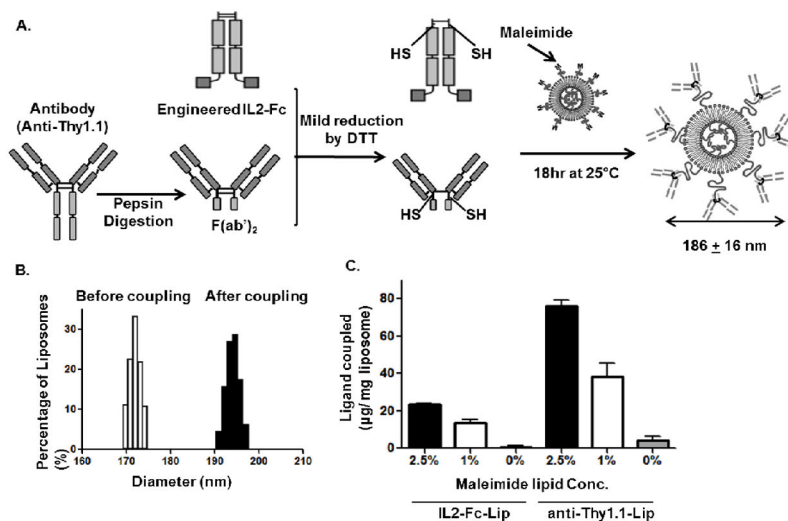 A.
HS
SH
Maleimide
M M M M
Engineered IL2-Fc
Antibody
(Anti-Thy1.1)
Mild reduction
by DTT
18hr at 25°C
Pepsin
Digestion
F(ab')₂
HS
SH
186 ± 16 nm
B.
Before coupling
After coupling
Percentage of Liposomes
(%)
30
20
10
0
160
170
180
190
200
210
Diameter (nm)
C.
Ligand coupled
(µg/mg liposome)
80
60
40
20
0
2.5%
1%
0%
2.5%
1%
0%
Maleimide lipid Conc.
IL2-Fc-Lip
anti-Thy1.1-Lip